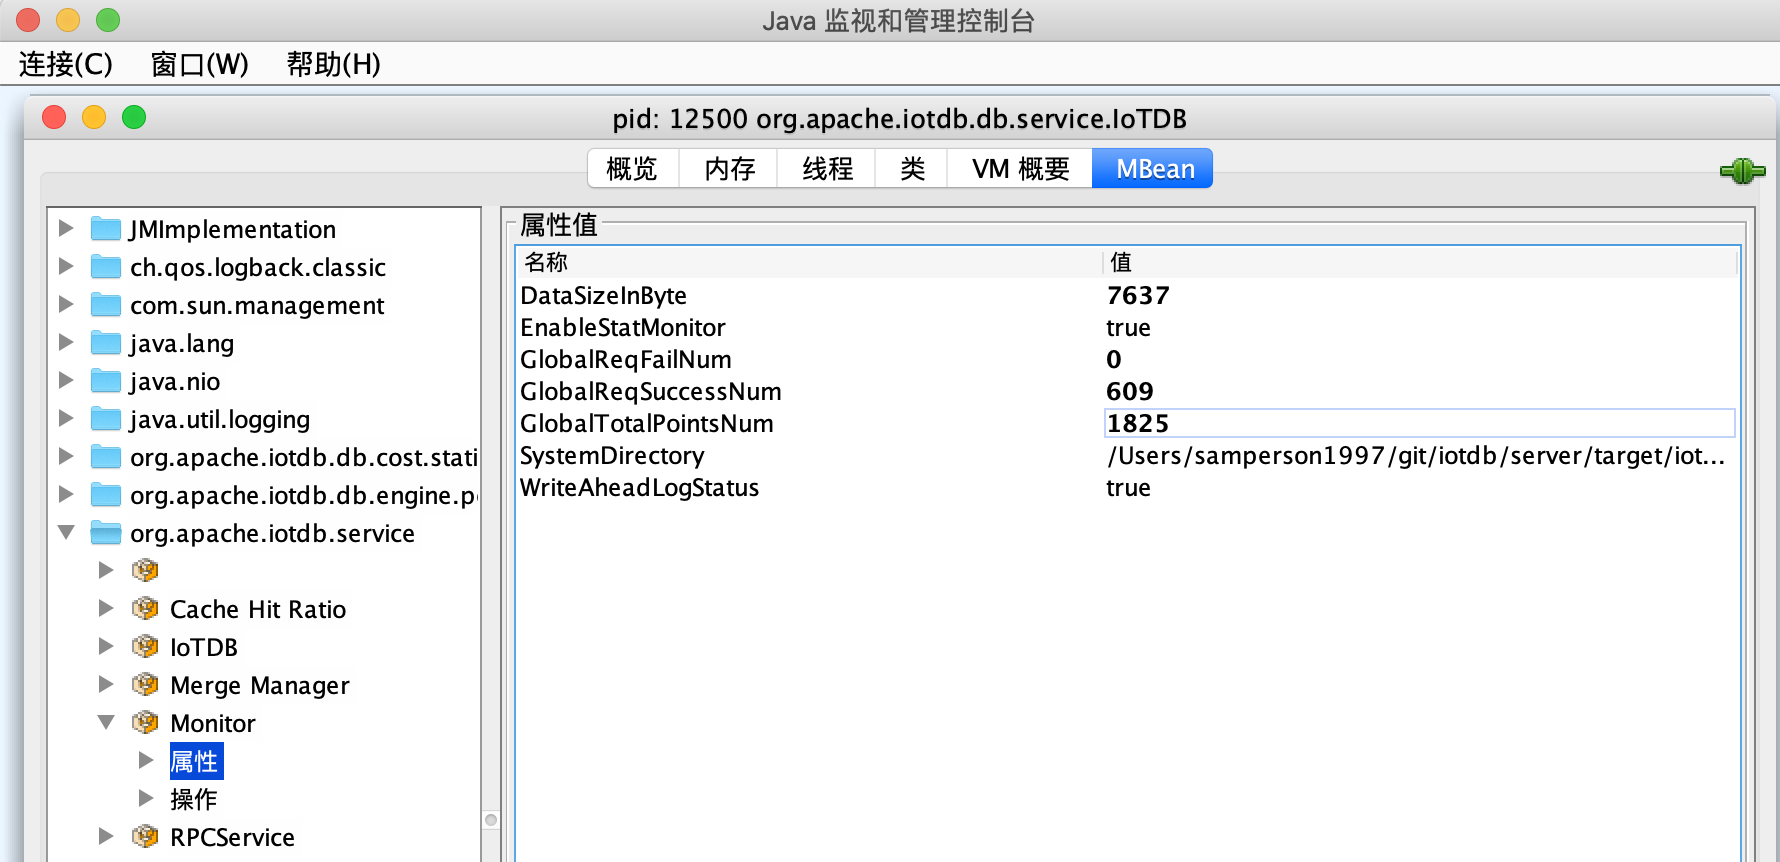 Java 监视和管理控制台
连接(C) 窗口(W) 帮助(H)
pid: 12500 org.apache.iotdb.db.service.IoTDB
概览 内存 线程 类 VM 概要 MBean
JMImplementation
ch.qos.logback.classic
com.sun.management
java.lang
java.nio
java.util.logging
org.apache.iotdb.db.cost.stati
org.apache.iotdb.db.engine.p
org.apache.iotdb.service
Cache Hit Ratio
IoTDB
Merge Manager
Monitor
属性
操作
RPCService
属性值
名称 值
DataSizeInByte 7637
EnableStatMonitor true
GlobalReqFailNum 0
GlobalReqSuccessNum 609
GlobalTotalPointsNum 1825
SystemDirectory /Users/samperson1997/git/iotdb/server/target/iot...
WriteAheadLogStatus true